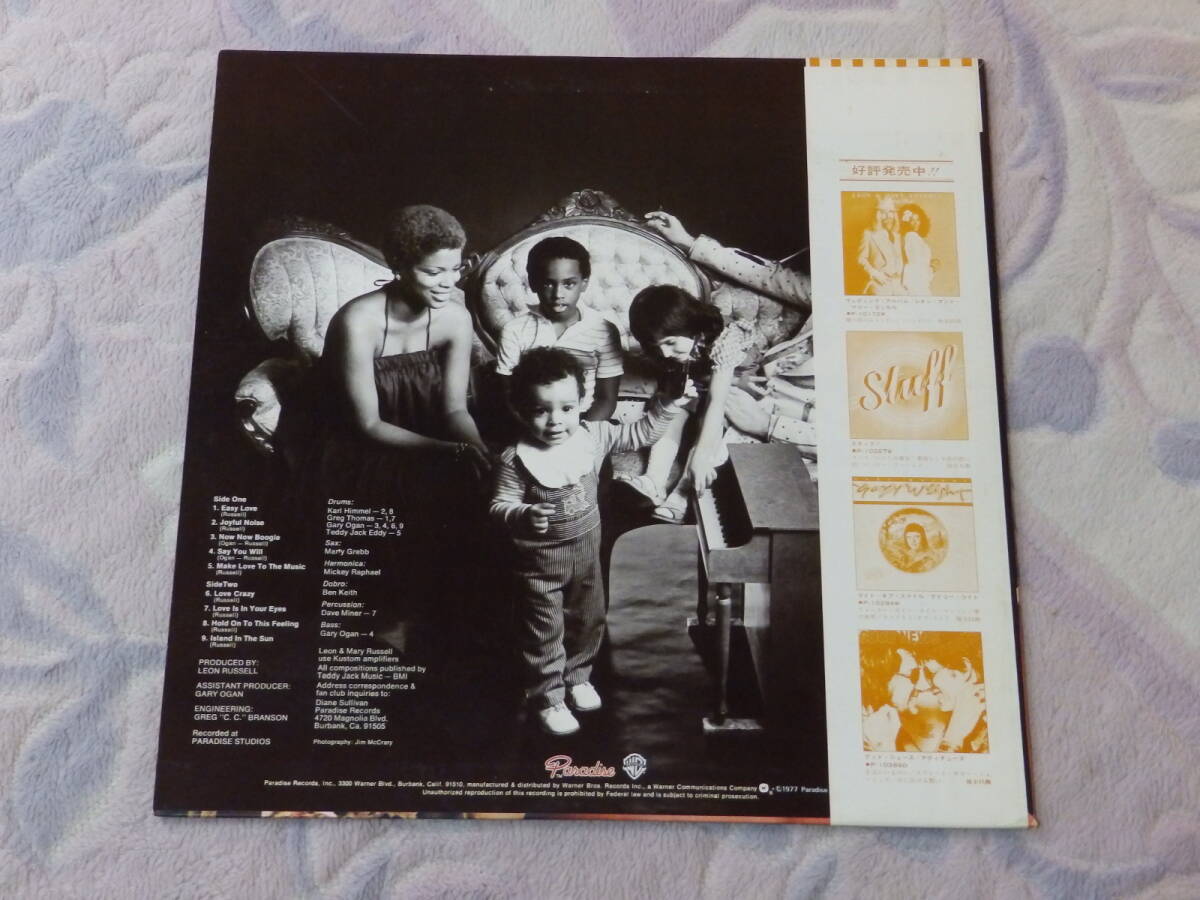 Side One
1. Easy Love
(Russell)
2. Joyful Noise
(Russell)
3. Now Now Boogie
(Ogan – Russell)
4. Say You Will
(Ogan – Russell)
5. Make Love To The Music
(Russell)
Side Two
6. Love Crazy
(Russell)
7. Love Is In Your Eyes
(Russell)
8. Hold On To This Feeling
(Russell)
9. Island In The Sun
(Russell)
PRODUCED BY:
LEON RUSSELL
ASSISTANT PRODUCER:
GARY OGAN
ENGINEERING:
GREG "C. C." BRANSON
Recorded at
PARADISE STUDIOS
Drums:
Karl Himmel – 2, 8
Greg Thomas – 1, 7
Gary Ogan – 3, 4, 6, 9
Teddy Jack Eddy – 5
Sax:
Marty Grebb
Harmonica:
Mickey Raphael
Dobro:
Ben Keith
Percussion:
Dave Miner – 7
Bass:
Gary Ogan – 4
Leon & Mary Russell
use Kustom amplifiers
All compositions published by
Teddy Jack Music – BMI
Address correspondence &
fan club inquiries to:
Diane Sullivan
Paradise Records
4720 Magnolia Blvd.
Burbank, Ca. 91505
Photography: Jim McCrary
Paradise
Paradise Records, Inc., 3300 Warner Blvd., Burbank, Calif. 91510, manufactured & distributed by Warner Bros. Records Inc., a Warner Communications Company ©1977 Paradise
Unauthorized reproduction of this recording is prohibited by Federal law and is subject to criminal prosecution.
好評発売中!!
Stuff